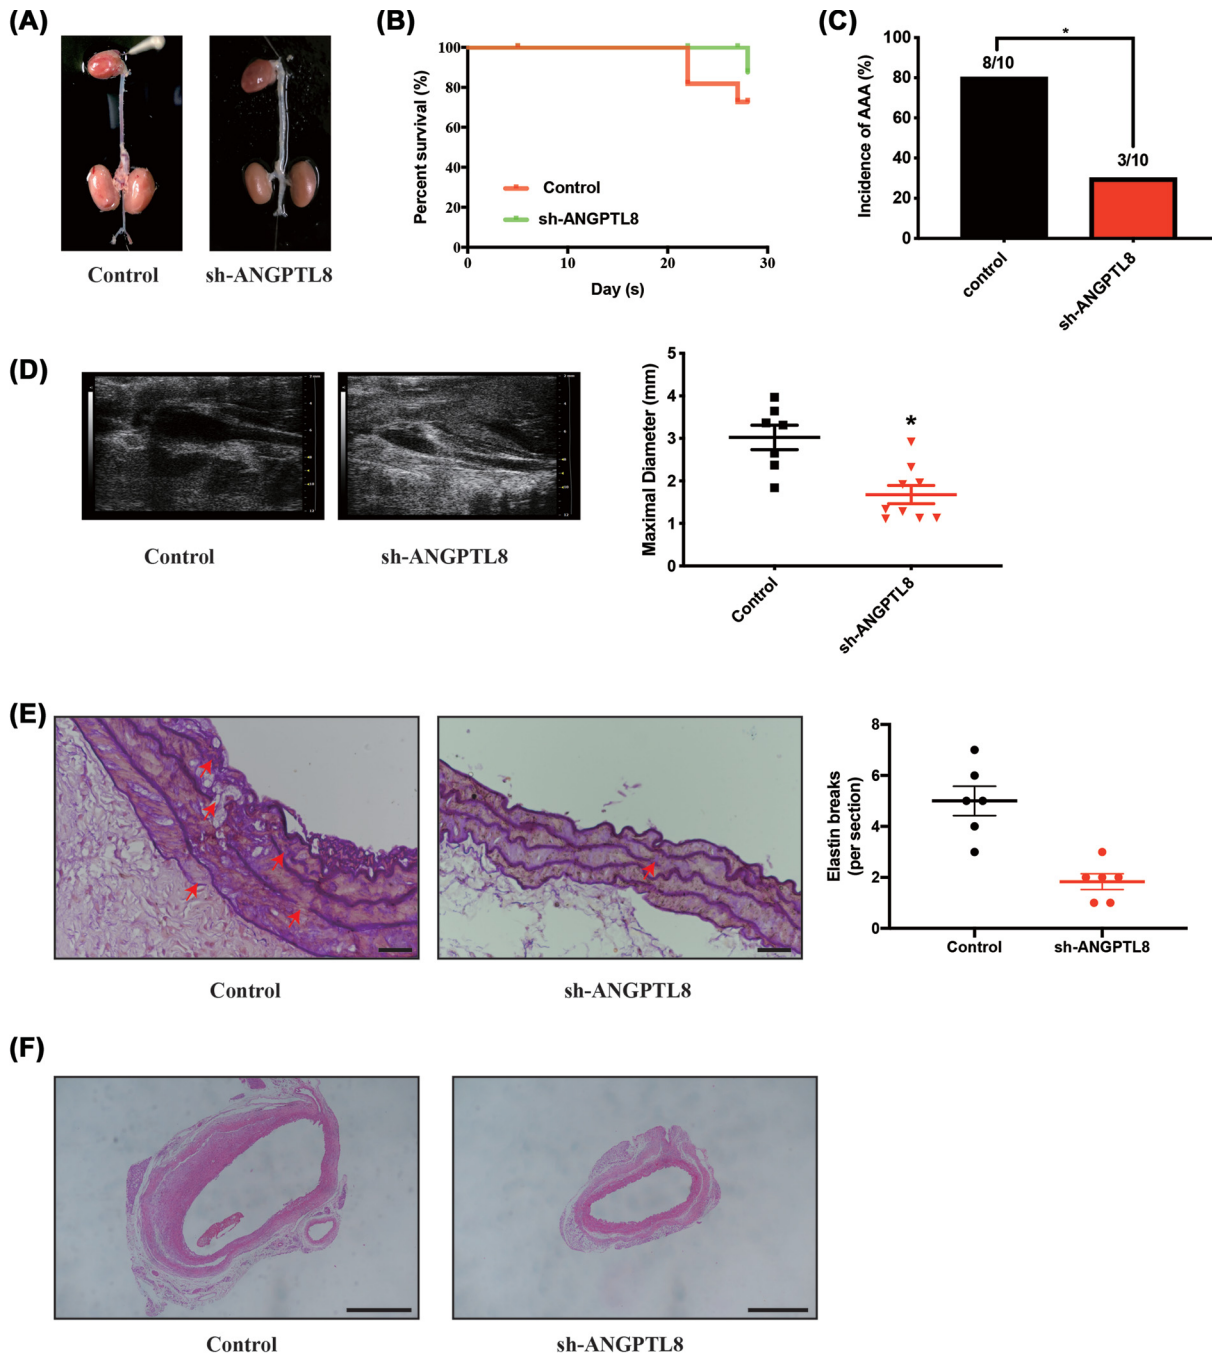 (A)
Control
sh-ANGPTL8
(B)
Percent survival (%)
100
80
60
40
20
0
0
10
20
30
Control
sh-ANGPTL8
Day (s)
(C)
Incidence of AAA (%)
100
80
60
40
20
0
*
8/10
3/10
control
sh-ANGPTL8
(D)
Control
sh-ANGPTL8
Maximal Diameter (mm)
5
4
3
2
1
0
*
Control
sh-ANGPTL8
(E)
Control
sh-ANGPTL8
Elastin breaks
(per section)
8
6
4
2
0
Control
sh-ANGPTL8
(F)
Control
sh-ANGPTL8